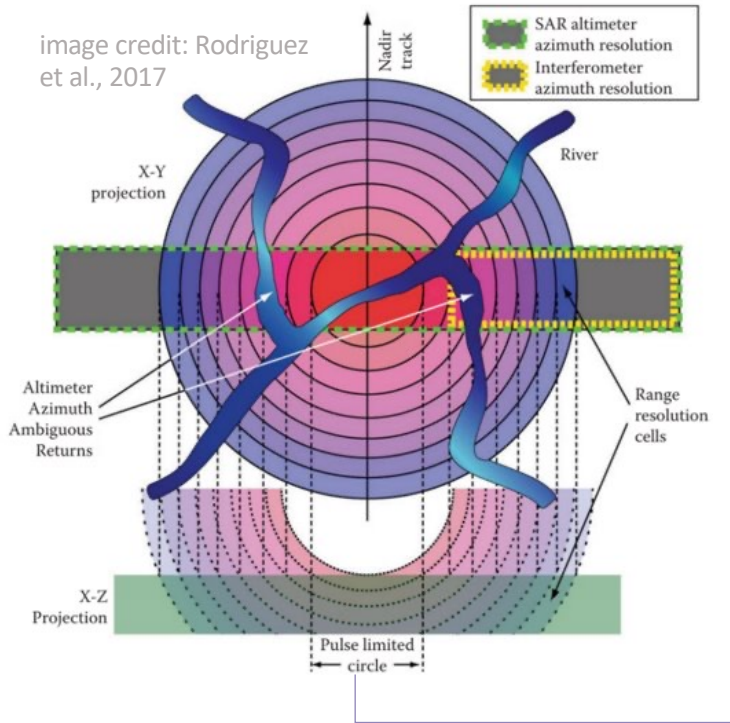 image credit: Rodriguez
et al., 2017
Nadir
track
SAR altimeter
azimuth resolution
Interferometer
azimuth resolution
X-Y
projection
River
Altimeter
Azimuth
Ambiguous
Returns
Range
resolution
cells
X-Z
Projection
Pulse limited
circle